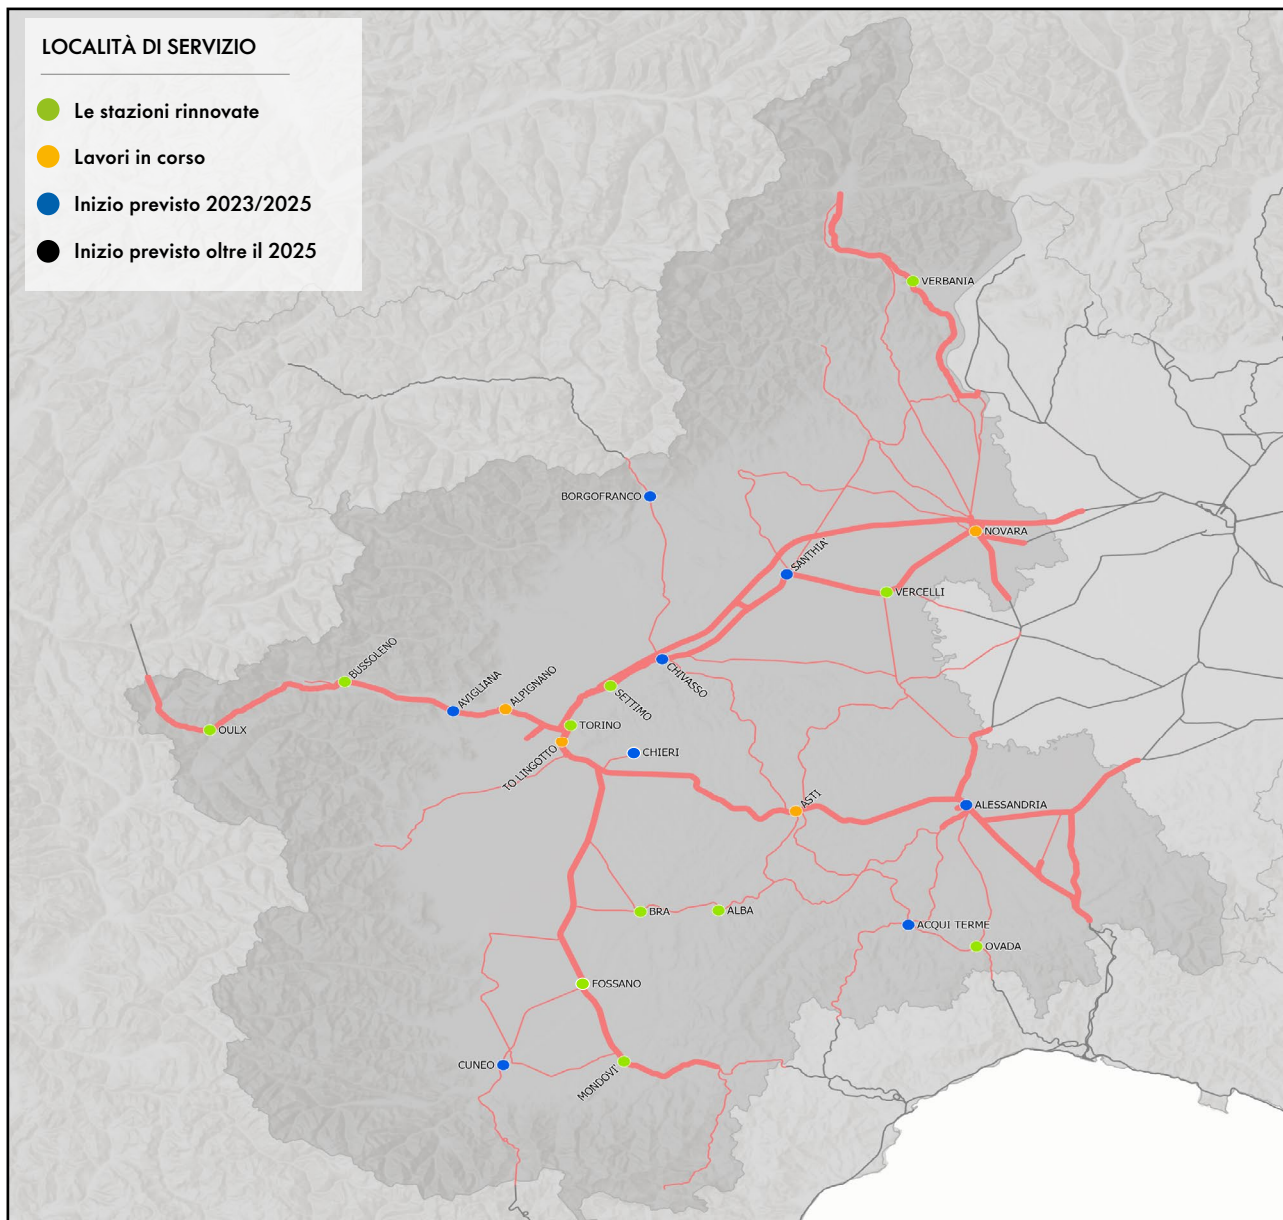 LOCALITÀ DI SERVIZIO
Le stazioni rinnovate
Lavori in corso
Inizio previsto 2023/2025
Inizio previsto oltre il 2025
VERBANIA
BORGOFRANCO
NOVARA
SANTHIA'
VERCELLI
BUSSOLENO
AVIGLIANA
ALPIGNANO
CHIVASSO
SETTIMO
OULX
TORINO
TO LINGOTTO
CHIERI
ASTI
ALESSANDRIA
BRA
ALBA
ACQUI TERME
OVADA
FOSSANO
CUNEO
MONDOVI'